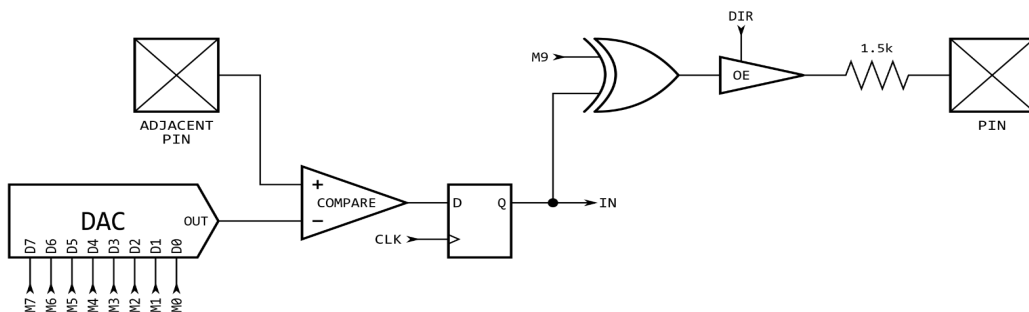 DIR
1.5k
M9
OE
ADJACENT
PIN
PIN
+
COMPARE
−
DAC
OUT
D7 D6 D5 D4 D3 D2 D1 D0
M7 M6 M5 M4 M3 M2 M1 M0
D Q
IN
CLK